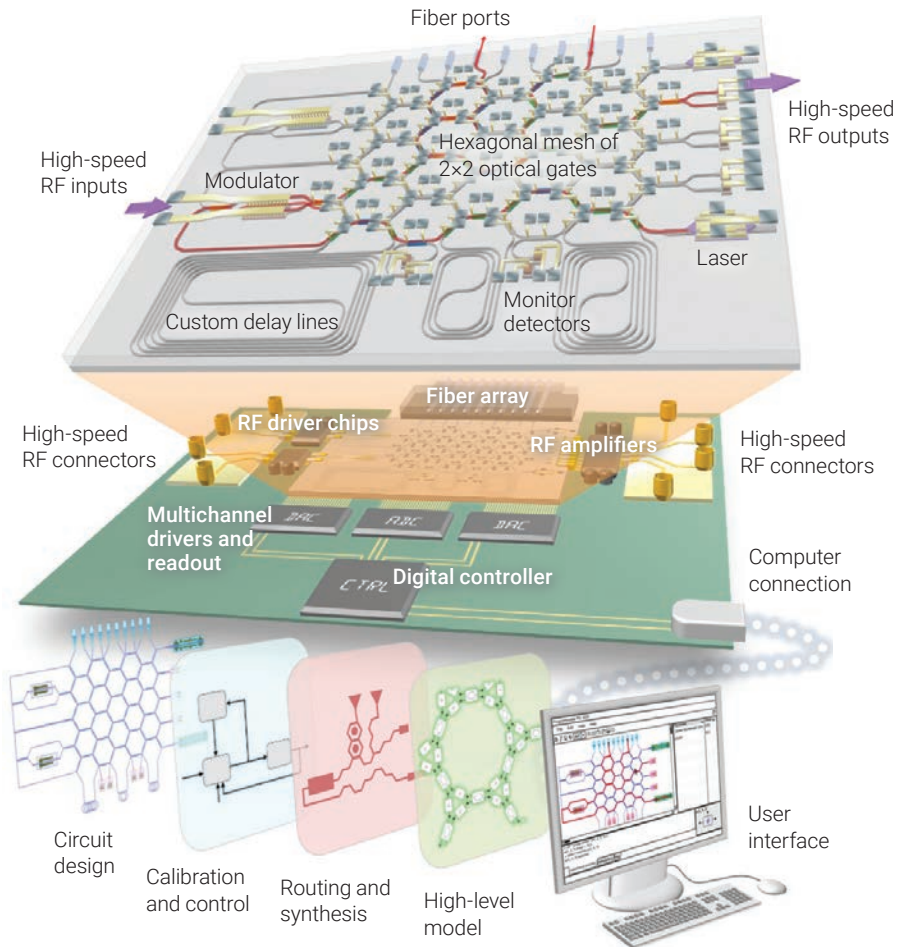 Fiber ports
High-speed
RF outputs
Hexagonal mesh of
2×2 optical gates
High-speed
RF inputs
Modulator
Laser
Custom delay lines
Monitor
detectors
Fiber array
RF driver chips
RF amplifiers
High-speed
RF connectors
High-speed
RF connectors
DAC
ADC
DAC
Multichannel
drivers and
readout
Digital controller
CTRL
Computer
connection
Circuit
design
Calibration
and control
Routing and
synthesis
High-level
model
User
interface